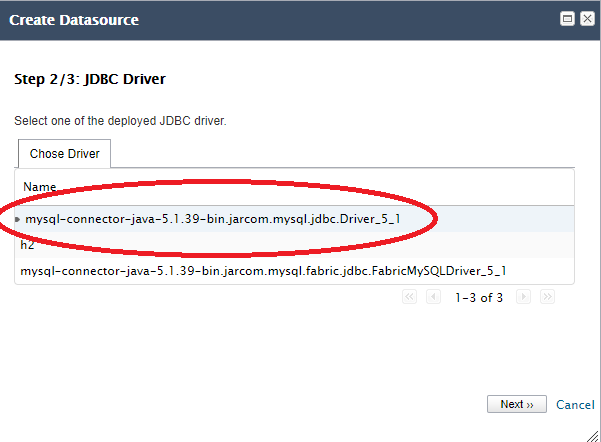 Create Datasource
Step 2/3: JDBC Driver
Select one of the deployed JDBC driver.
Chose Driver
Name
mysql-connector-java-5.1.39-bin.jarcom.mysql.jdbc.Driver_5_1
h2
mysql-connector-java-5.1.39-bin.jarcom.mysql.fabric.jdbc.FabricMySQLDriver_5_1
1-3 of 3
Next ››
Cancel